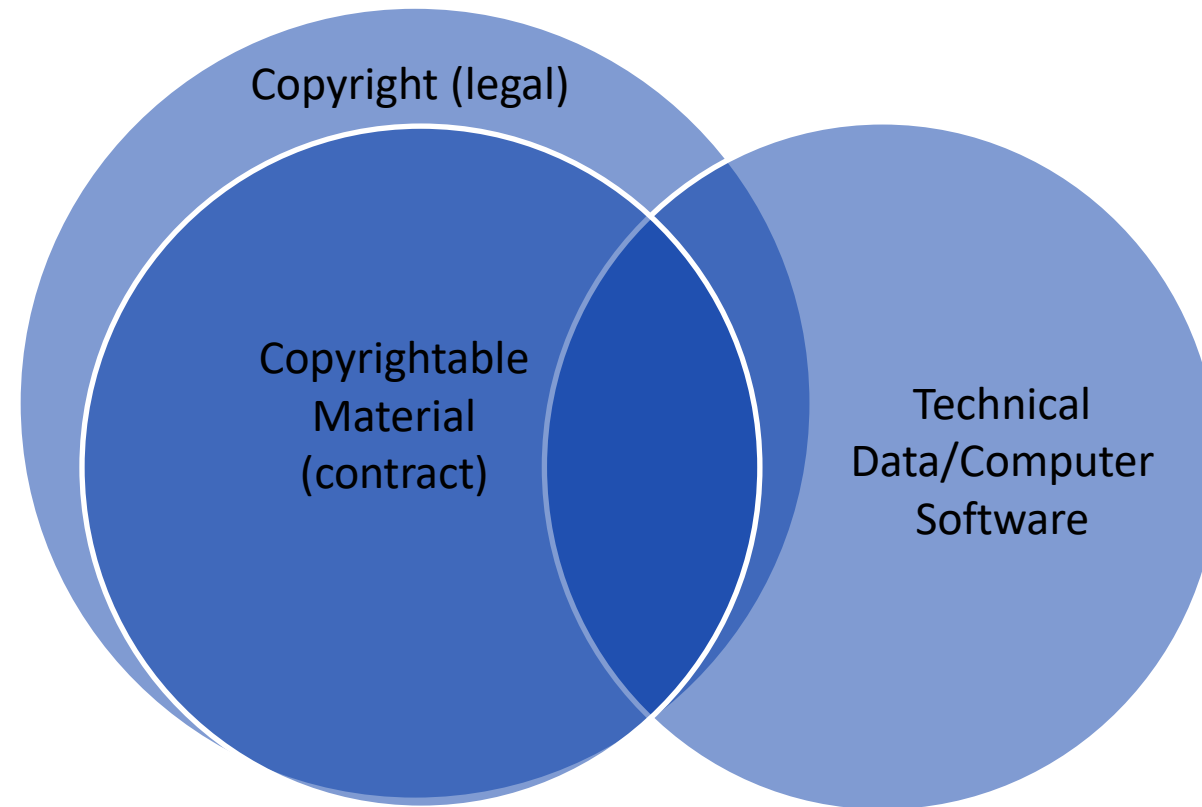 Copyright (legal)
Copyrightable
Material
(contract)
Technical
Data/Computer
Software